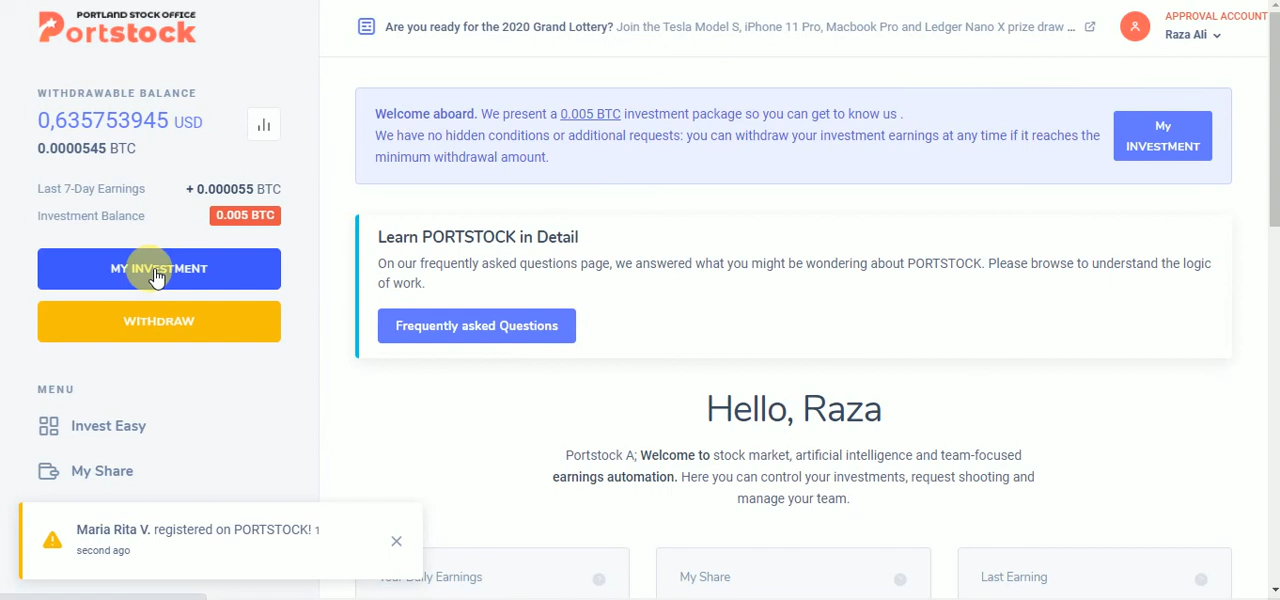 PORTLAND STOCK OFFICE
Portstock
WITHDRAWABLE BALANCE
0,635753945 USD
0.0000545 BTC
Last 7-Day Earnings + 0.000055 BTC
Investment Balance 0.005 BTC
MY INVESTMENT
WITHDRAW
MENU
Invest Easy
My Share
Maria Rita V. registered on PORTSTOCK! 1
second ago
Are you ready for the 2020 Grand Lottery? Join the Tesla Model S, iPhone 11 Pro, Macbook Pro and Ledger Nano X prize draw ...
APPROVAL ACCOUNT
Raza Ali
Welcome aboard. We present a 0.005 BTC investment package so you can get to know us .
We have no hidden conditions or additional requests: you can withdraw your investment earnings at any time if it reaches the
minimum withdrawal amount.
My
INVESTMENT
Learn PORTSTOCK in Detail
On our frequently asked questions page, we answered what you might be wondering about PORTSTOCK. Please browse to understand the logic
of work.
Frequently asked Questions
Hello, Raza
Portstock A; Welcome to stock market, artificial intelligence and team-focused
earnings automation. Here you can control your investments, request shooting and
manage your team.
Your Daily Earnings
My Share
Last Earning